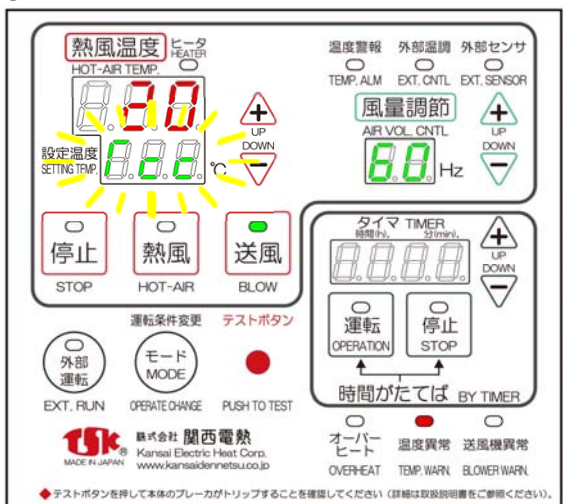 熱風温度 ヒータ
HEATER
HOT-AIR TEMP.
20
設定温度
SETTING TEMP.
℃
+
UP
DOWN
−
温度警報 外部温調 外部センサ
TEMP, ALM EXT. CNTL EXT. SENSOR
風量調節
AIR VOL. CNTL
60 Hz
+
UP
DOWN
−
停止 熱風 送風
STOP HOT-AIR BLOW
タイマ TIMER
時間(h). 分(min).
+
UP
DOWN
−
運転
OPERATION
停止
STOP
時間がたてば BY TIMER
運転条件変更 テストボタン
外部
運転
モード
MODE
EXT. RUN OPERATE CHANGE PUSH TO TEST
TSK®
MADE IN JAPAN
株式会社 関西電熱
Kansai Electric Heat Corp.
www.kansaidennetsu.co.jp
オーバー
ヒート
温度異常 送風機異常
OVERHEAT TEMP. WARN. BLOWER WARN.
◆テストボタンを押して本体のブレーカがトリップすることを確認してください（詳細は取扱説明書をご参照ください）。